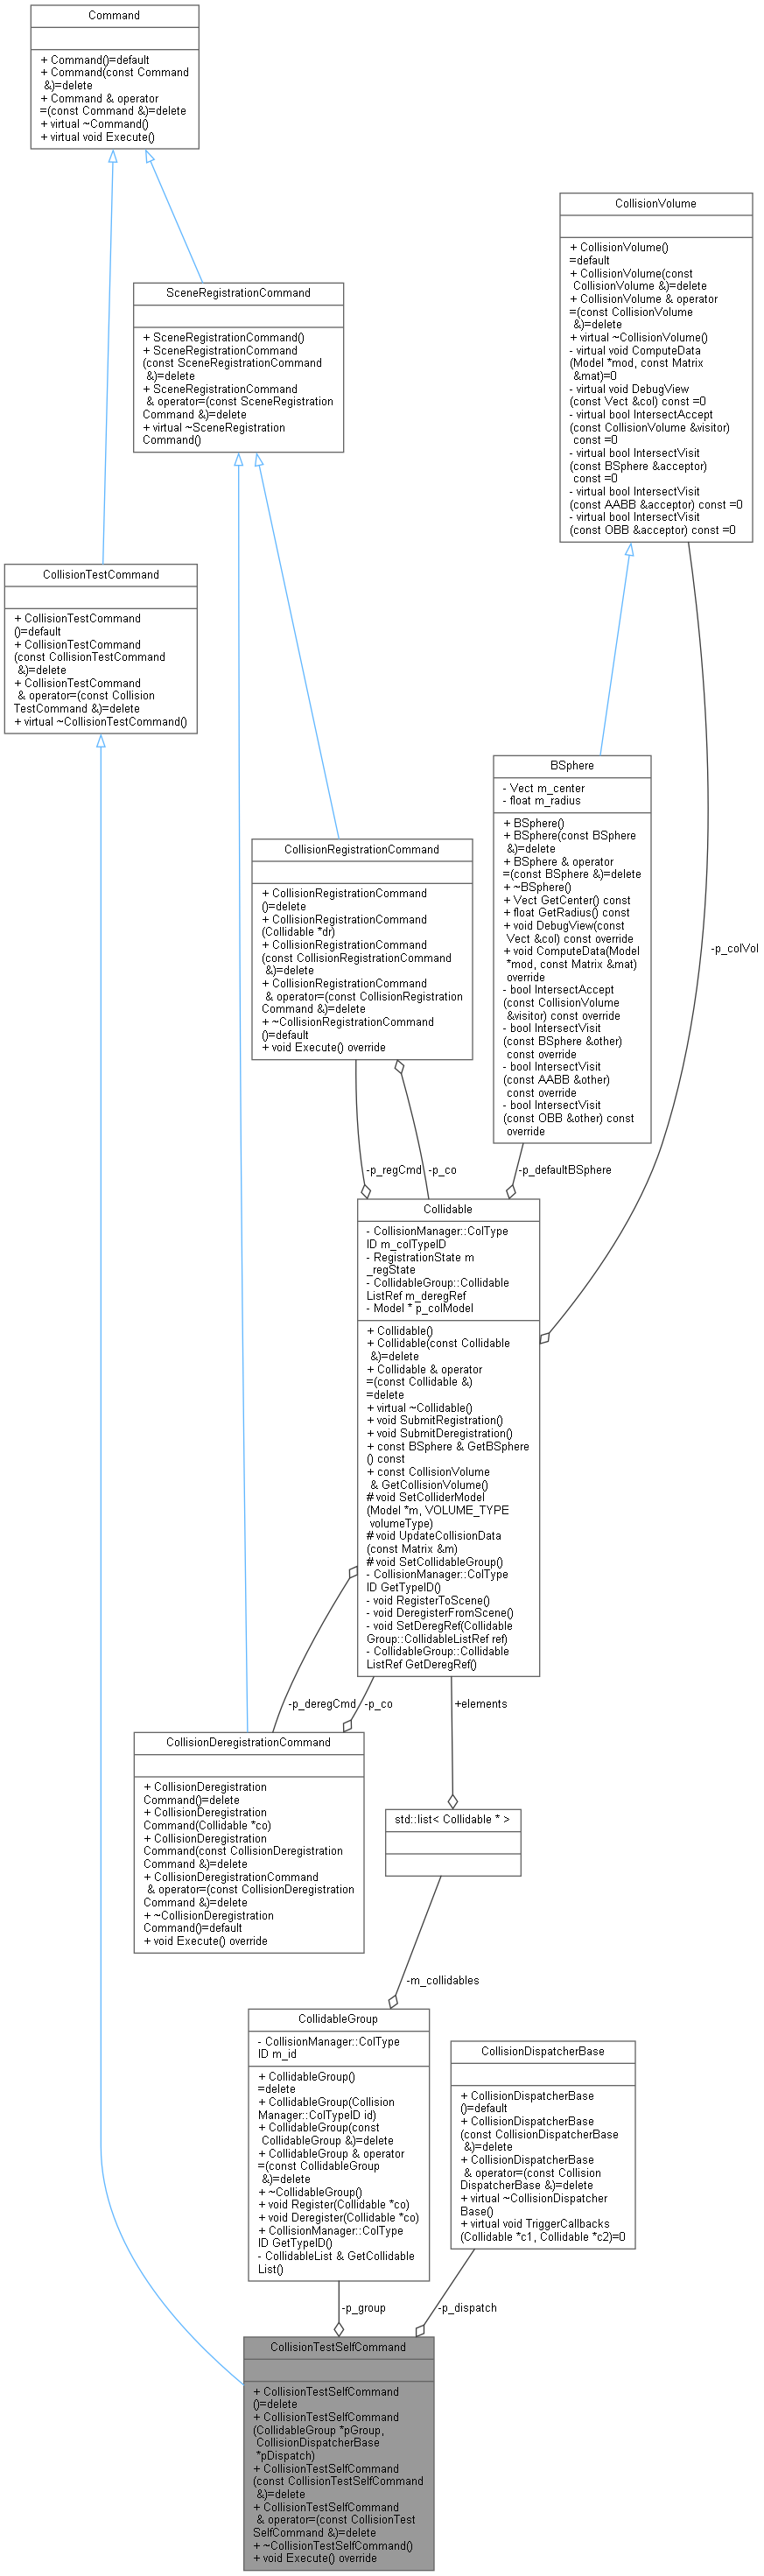 Command
+ Command()=default
+ Command(const Command
&)=delete
+ Command & operator
=(const Command &)=delete
+ virtual ~Command()
+ virtual void Execute()
CollisionVolume
+ CollisionVolume()
=default
+ CollisionVolume(const
CollisionVolume &)=delete
+ CollisionVolume & operator
=(const CollisionVolume
&)=delete
+ virtual ~CollisionVolume()
- virtual void ComputeData
(Model *mod, const Matrix
&mat)=0
- virtual void DebugView
(const Vect &col) const =0
- virtual bool IntersectAccept
(const CollisionVolume &visitor)
const =0
- virtual bool IntersectVisit
(const BSphere &acceptor)
const =0
- virtual bool IntersectVisit
(const AABB &acceptor) const =0
- virtual bool IntersectVisit
(const OBB &acceptor) const =0
SceneRegistrationCommand
+ SceneRegistrationCommand()
+ SceneRegistrationCommand
(const SceneRegistrationCommand
&)=delete
+ SceneRegistrationCommand
& operator=(const SceneRegistration
Command &)=delete
+ virtual ~SceneRegistration
Command()
CollisionTestCommand
+ CollisionTestCommand
()=default
+ CollisionTestCommand
(const CollisionTestCommand
&)=delete
+ CollisionTestCommand
& operator=(const Collision
TestCommand &)=delete
+ virtual ~CollisionTestCommand()
BSphere
- Vect m_center
- float m_radius
+ BSphere()
+ BSphere(const BSphere
&)=delete
+ BSphere & operator
=(const BSphere &)=delete
+ ~BSphere()
+ Vect GetCenter() const
+ float GetRadius() const
+ void DebugView(const
Vect &col) const override
+ void ComputeData(Model
*mod, const Matrix &mat)
override
- bool IntersectAccept
(const CollisionVolume
&visitor) const override
- bool IntersectVisit
(const BSphere &other)
const override
- bool IntersectVisit
(const AABB &other)
const override
- bool IntersectVisit
(const OBB &other) const
override
CollisionRegistrationCommand
+ CollisionRegistrationCommand
()=delete
+ CollisionRegistrationCommand
(Collidable *dr)
+ CollisionRegistrationCommand
(const CollisionRegistrationCommand
&)=delete
+ CollisionRegistrationCommand
& operator=(const CollisionRegistration
Command &)=delete
+ ~CollisionRegistrationCommand
()=default
+ void Execute() override
-p_colVol
-p_regCmd
-p_co
-p_defaultBSphere
Collidable
- CollisionManager::ColType
ID m_colTypeID
- RegistrationState m
_regState
- CollidableGroup::Collidable
ListRef m_deregRef
- Model * p_colModel
+ Collidable()
+ Collidable(const Collidable
&)=delete
+ Collidable & operator
=(const Collidable &)
=delete
+ virtual ~Collidable()
+ void SubmitRegistration()
+ void SubmitDeregistration()
+ const BSphere & GetBSphere
() const
+ const CollisionVolume
& GetCollisionVolume()
# void SetColliderModel
(Model *m, VOLUME_TYPE
volumeType)
# void UpdateCollisionData
(const Matrix &m)
# void SetCollidableGroup()
- CollisionManager::ColType
ID GetTypeID()
- void RegisterToScene()
- void DeregisterFromScene()
- void SetDeregRef(Collidable
Group::CollidableListRef ref)
- CollidableGroup::Collidable
ListRef GetDeregRef()
-p_deregCmd
-p_co
+elements
CollisionDeregistrationCommand
+ CollisionDeregistration
Command()=delete
+ CollisionDeregistration
Command(Collidable *co)
+ CollisionDeregistration
Command(const CollisionDeregistration
Command &)=delete
+ CollisionDeregistrationCommand
& operator=(const CollisionDeregistration
Command &)=delete
+ ~CollisionDeregistration
Command()=default
+ void Execute() override
std::list< Collidable * >
-m_collidables
CollidableGroup
- CollisionManager::ColType
ID m_id
+ CollidableGroup()
=delete
+ CollidableGroup(Collision
Manager::ColTypeID id)
+ CollidableGroup(const
CollidableGroup &)=delete
+ CollidableGroup & operator
=(const CollidableGroup
&)=delete
+ ~CollidableGroup()
+ void Register(Collidable *co)
+ void Deregister(Collidable *co)
+ CollisionManager::ColType
ID GetTypeID()
- CollidableList & GetCollidable
List()
CollisionDispatcherBase
+ CollisionDispatcherBase
()=default
+ CollisionDispatcherBase
(const CollisionDispatcherBase
&)=delete
+ CollisionDispatcherBase
& operator=(const Collision
DispatcherBase &)=delete
+ virtual ~CollisionDispatcher
Base()
+ virtual void TriggerCallbacks
(Collidable *c1, Collidable *c2)=0
-p_group
-p_dispatch
CollisionTestSelfCommand
+ CollisionTestSelfCommand
()=delete
+ CollisionTestSelfCommand
(CollidableGroup *pGroup,
CollisionDispatcherBase
*pDispatch)
+ CollisionTestSelfCommand
(const CollisionTestSelfCommand
&)=delete
+ CollisionTestSelfCommand
& operator=(const CollisionTest
SelfCommand &)=delete
+ ~CollisionTestSelfCommand()
+ void Execute() override